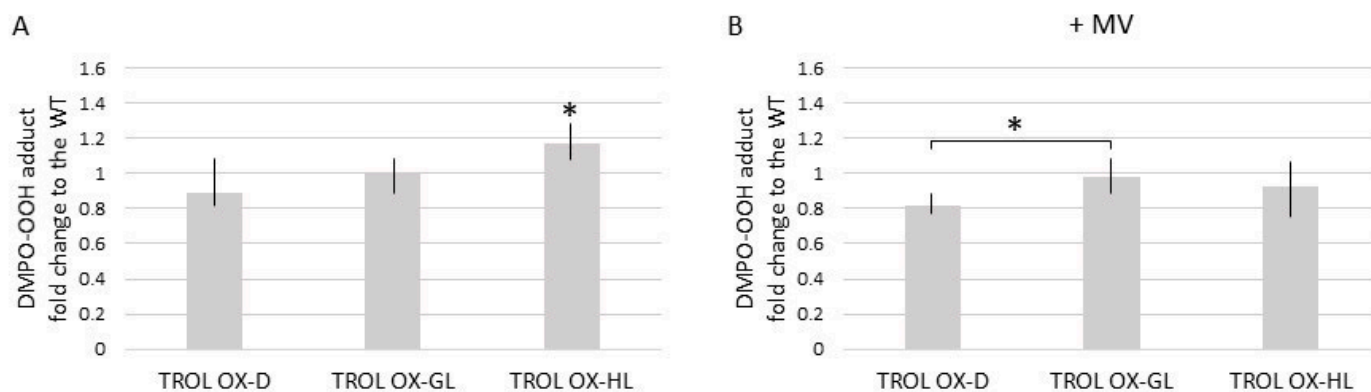 A
DMPO-OOH adduct
fold change to the WT
1.6
1.4
1.2
1
0.8
0.6
0.4
0.2
0
*
TROL OX-D TROL OX-GL TROL OX-HL
B
+ MV
DMPO-OOH adduct
fold change to the WT
1.6
1.4
1.2
1
0.8
0.6
0.4
0.2
0
*
TROL OX-D TROL OX-GL TROL OX-HL